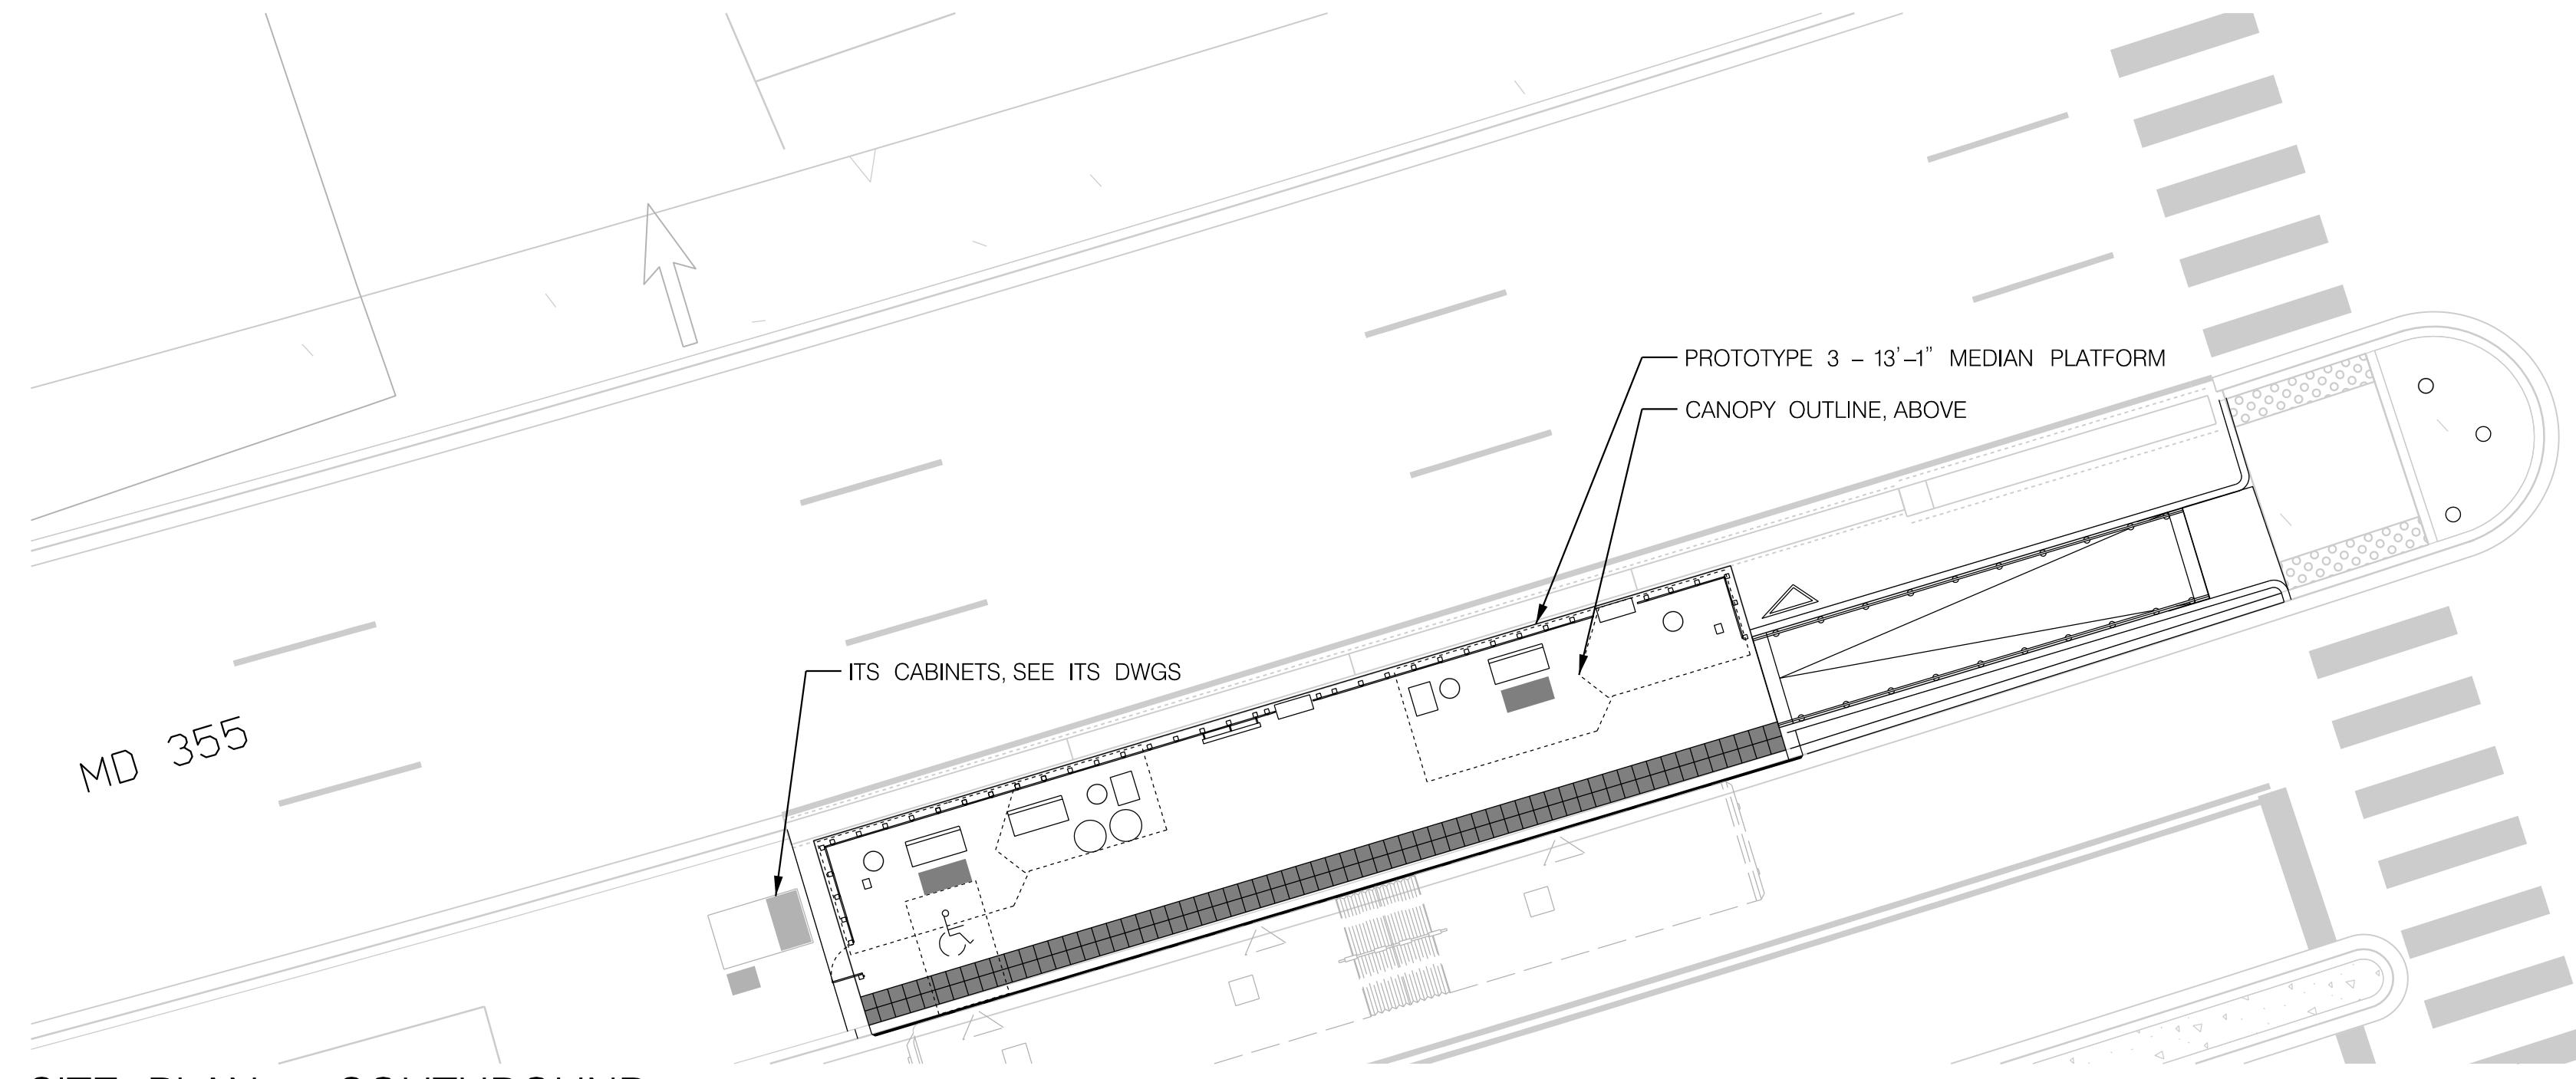 PROTOTYPE 3 – 13'-1" MEDIAN PLATFORM
CANOPY OUTLINE, ABOVE
ITS CABINETS, SEE ITS DWGS
MD 355